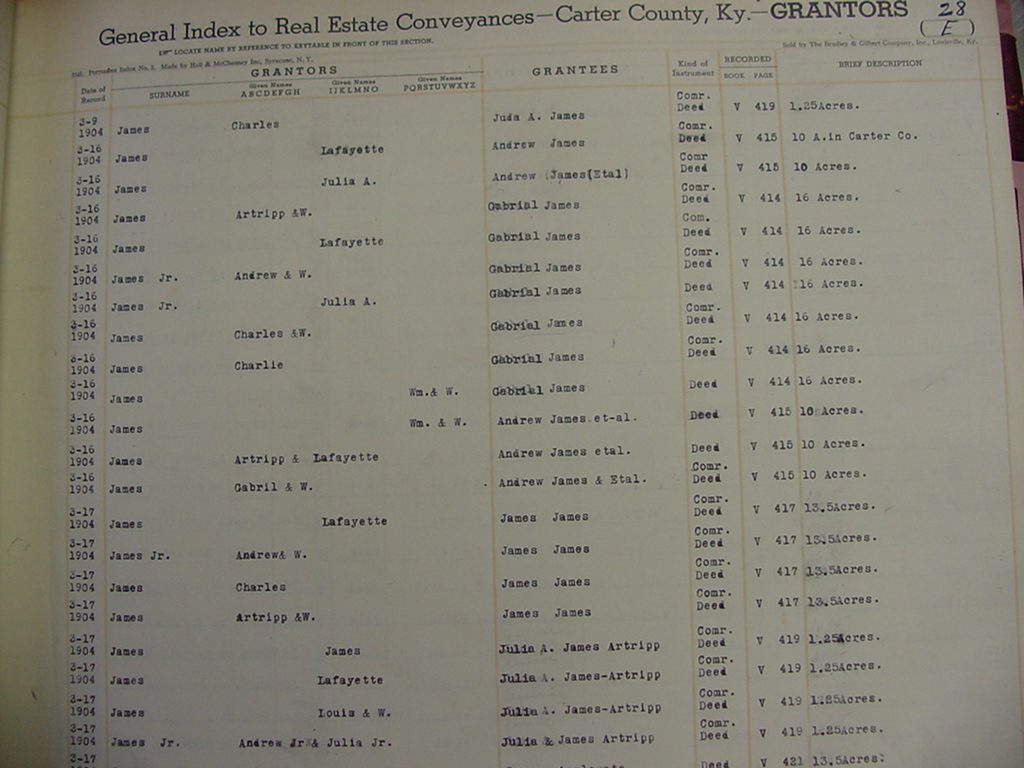 General Index to Real Estate Conveyances—Carter County, Ky.—GRANTORS 28
(E)
LOCATE NAME BY REFERENCE TO KEYTABLE IN FRONT OF THIS SECTION.
Sold by The Bradley & Gilbert Company, Inc., Louisville, Ky.
Index No. 2. Made by Hall & McChesney Inc, Syracuse, N. Y.
GRANTORS GRANTEES Kind of Instrument RECORDED BRIEF DESCRIPTION
Date of Record SURNAME Given Names ABCDEFGH Given Names IJKLMNO Given Names PQRSTUVWXYZ BOOK PAGE
3-9 1904 James Charles Juda A. James Comr. Deed V 419 1.25Acres.
3-16 1904 James Lafayette Andrew James Comr. Deed V 415 10 A.in Carter Co.
3-16 1904 James Julia A. Andrew James(Etal) Comr Deed V 415 10 Acres.
3-16 1904 James Artripp &W. Gabrial James Comr. Deed V 414 16 Acres.
3-16 1904 James Lafayette Gabrial James Com. Deed V 414 16 Acres.
3-16 1904 James Jr. Andrew & W. Gabrial James Comr. Deed V 414 16 Acres.
3-16 1904 James Jr. Julia A. Gabrial James Deed V 414 16 Acres.
3-16 1904 James Charles &W. Gabrial James Comr. Deed V 414 16 Acres.
3-16 1904 James Charlie Gabrial James Comr. Deed V 414 16 Acres.
3-16 1904 James Wm.& W. Gabrial James Deed V 414 16 Acres.
3-16 1904 James Wm. & W. Andrew James et-al. Deed V 415 10 Acres.
3-16 1904 James Artripp & Lafayette Andrew James etal. Deed V 415 10 Acres.
3-16 1904 James Gabril & W. Andrew James & Etal. Comr. Deed V 415 10 Acres.
3-17 1904 James Lafayette James James Comr. Deed V 417 13.5Acres.
3-17 1904 James Jr. Andrew& W. James James Comr. Deed V 417 13.5Acres.
3-17 1904 James Charles James James Comr. Deed V 417 13.5Acres.
3-17 1904 James Artripp &W. James James Comr. Deed V 417 13.5Acres.
3-17 1904 James James Julia A. James Artripp Comr. Deed V 419 1.25Acres.
3-17 1904 James Lafayette Julia A. James-Artripp Comr. Deed V 419 1.25Acres.
3-17 1904 James Louis & W. Julia A. James-Artripp Comr. Deed V 419 1.25Acres.
3-17 1904 James Jr. Andrew Jr& Julia Jr. Julia & James Artripp Comr. Deed V 419 1.25Acres.
3-17 Deed V 421 13.5Acres.